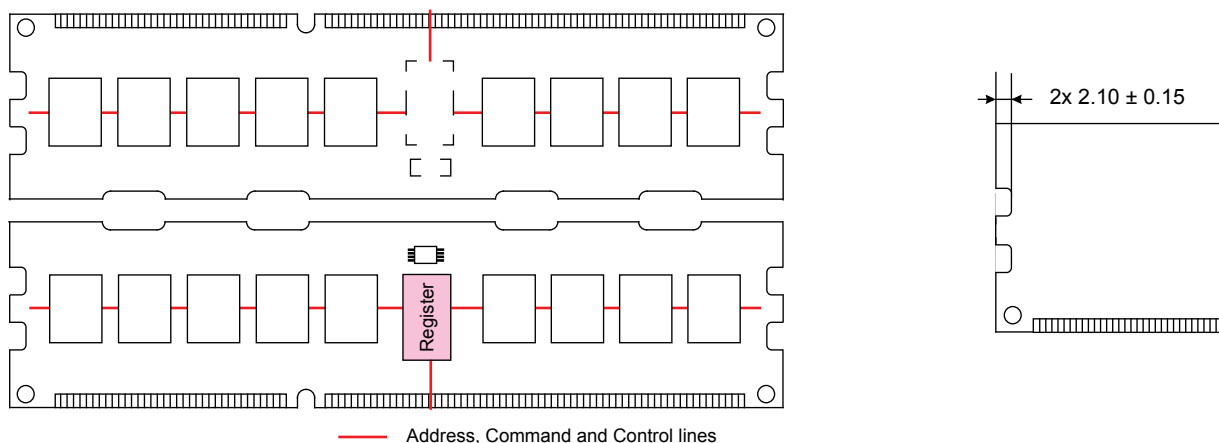 2x 2.10 ± 0.15
Register
Address, Command and Control lines